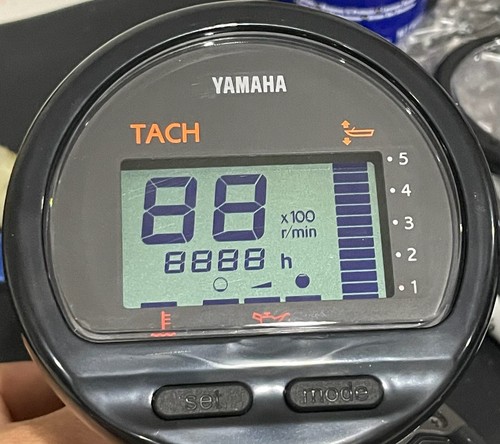 YAMAHA
TACH
5
4
3
2
1
88 x100 r/min
8888 h
set mode